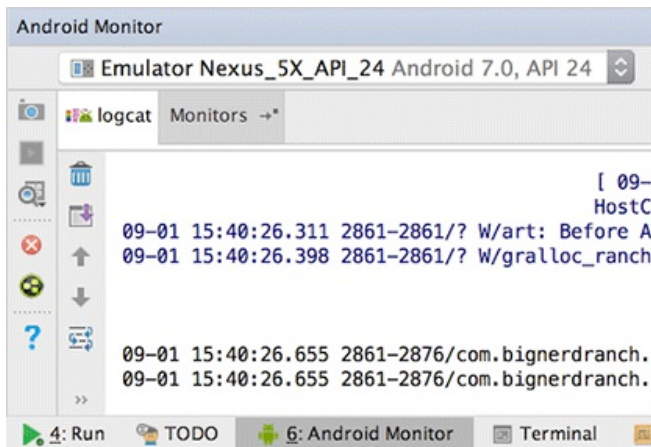 Android Monitor
Emulator Nexus_5X_API_24 Android 7.0, API 24
logcat Monitors
[ 09-
HostC
09-01 15:40:26.311 2861-2861/? W/art: Before A
09-01 15:40:26.398 2861-2861/? W/gralloc_ranch
09-01 15:40:26.655 2861-2876/com.bignerdranch.
09-01 15:40:26.655 2861-2876/com.bignerdranch.
?
>>
4: Run TODO 6: Android Monitor Terminal